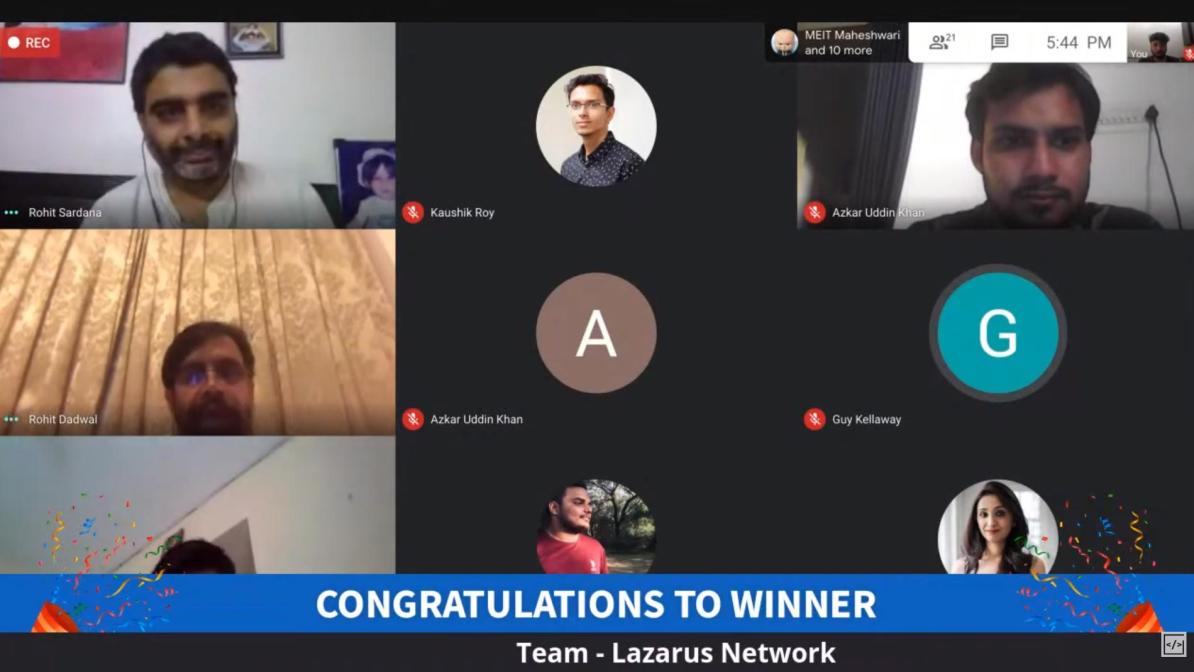 REC
MEIT Maheshwari
and 10 more
21
5:44 PM
You
Rohit Sardana
Kaushik Roy
Azkar Uddin Khan
A
G
Rohit Dadwal
Azkar Uddin Khan
Guy Kellaway
CONGRATULATIONS TO WINNER
Team - Lazarus Network
</>